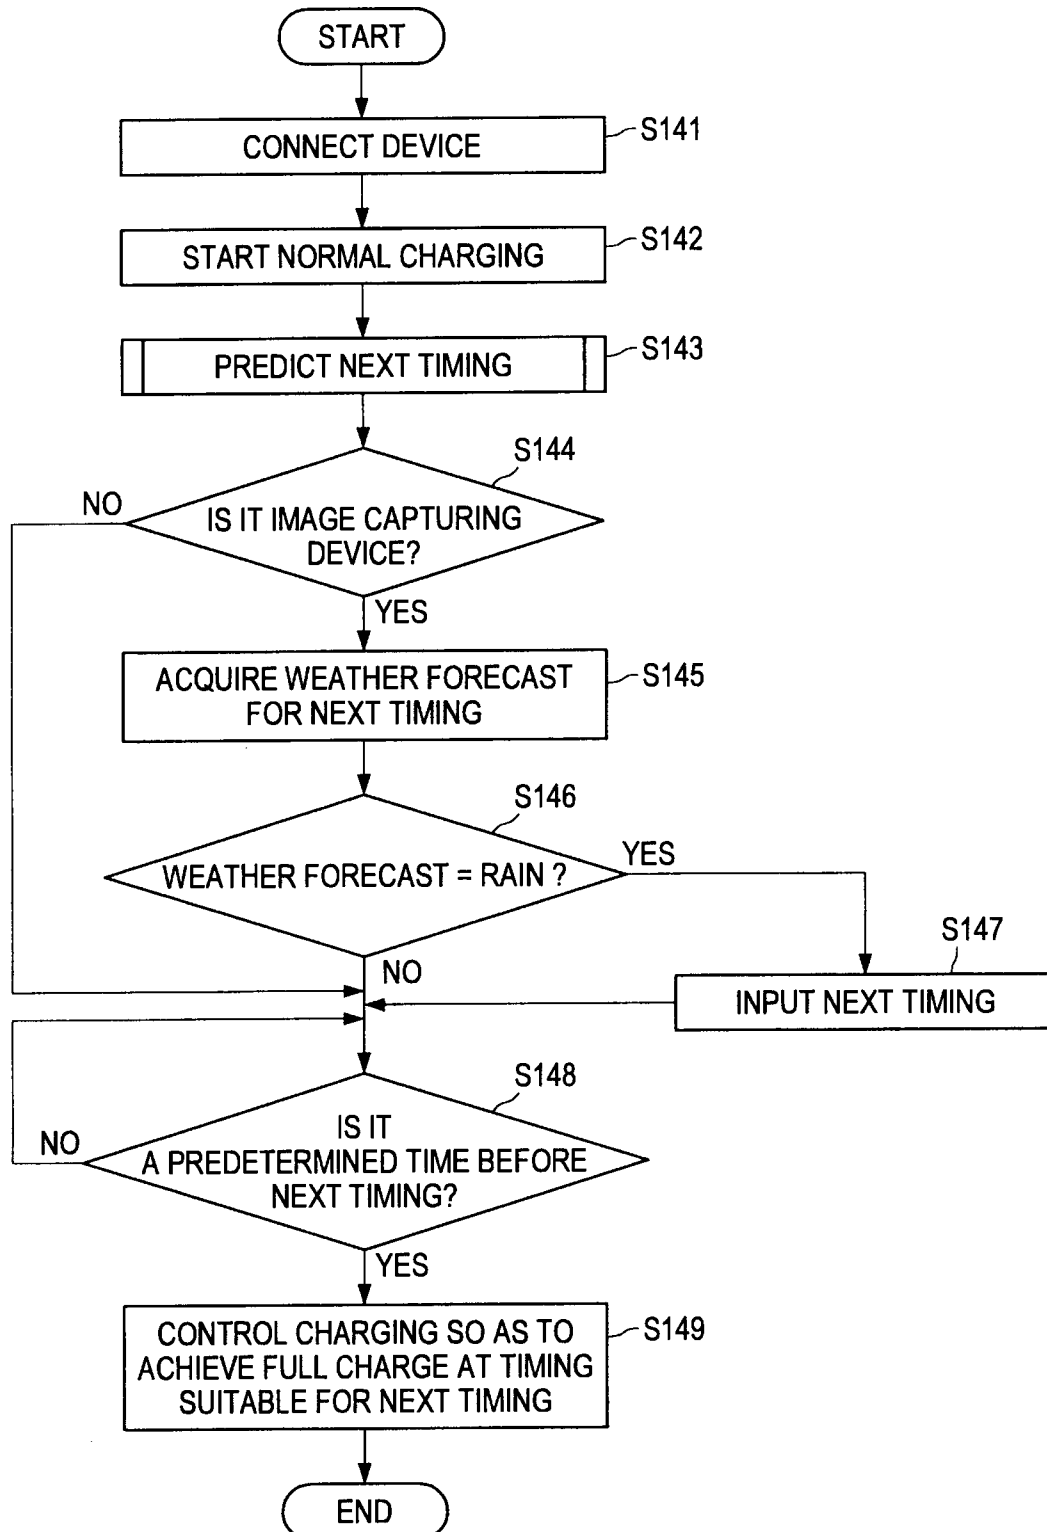 START
CONNECT DEVICE
S141
START NORMAL CHARGING
S142
PREDICT NEXT TIMING
S143
S144
NO
IS IT IMAGE CAPTURING
DEVICE?
YES
ACQUIRE WEATHER FORECAST
FOR NEXT TIMING
S145
S146
WEATHER FORECAST = RAIN ?
YES
NO
S147
INPUT NEXT TIMING
S148
NO
IS IT
A PREDETERMINED TIME BEFORE
NEXT TIMING?
YES
CONTROL CHARGING SO AS TO
ACHIEVE FULL CHARGE AT TIMING
SUITABLE FOR NEXT TIMING
S149
END